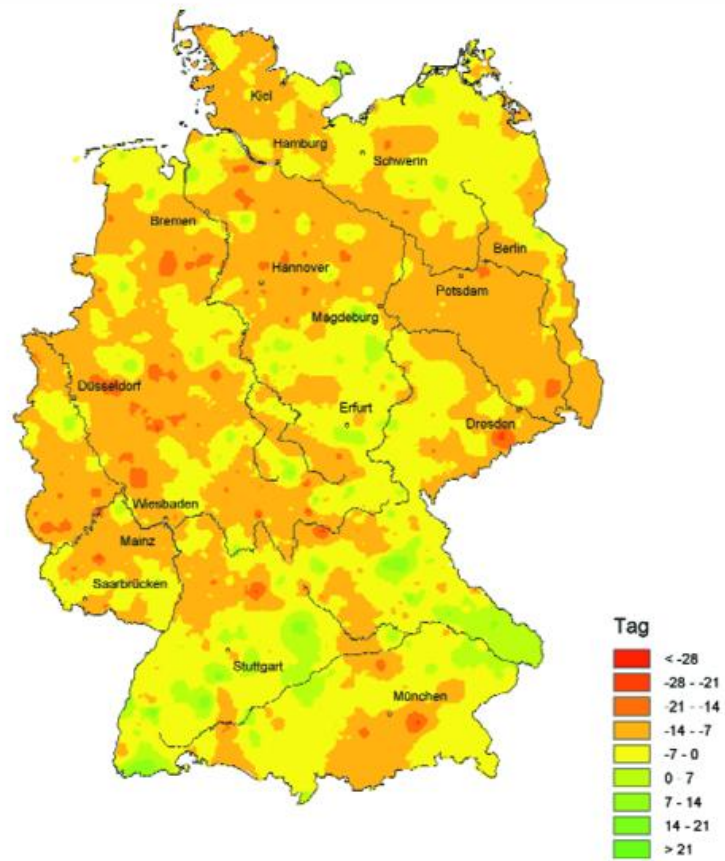 Kiel
Hamburg
Schwerin
Bremen
Berlin
Hannover
Potsdam
Magdeburg
Düsseldorf
Erfurt
Dresden
Wiesbaden
Mainz
Saarbrücken
Stuttgart
München
Tag
< -28
-28 - -21
-21 - -14
-14 - -7
-7 - 0
0 - 7
7 - 14
14 - 21
> 21